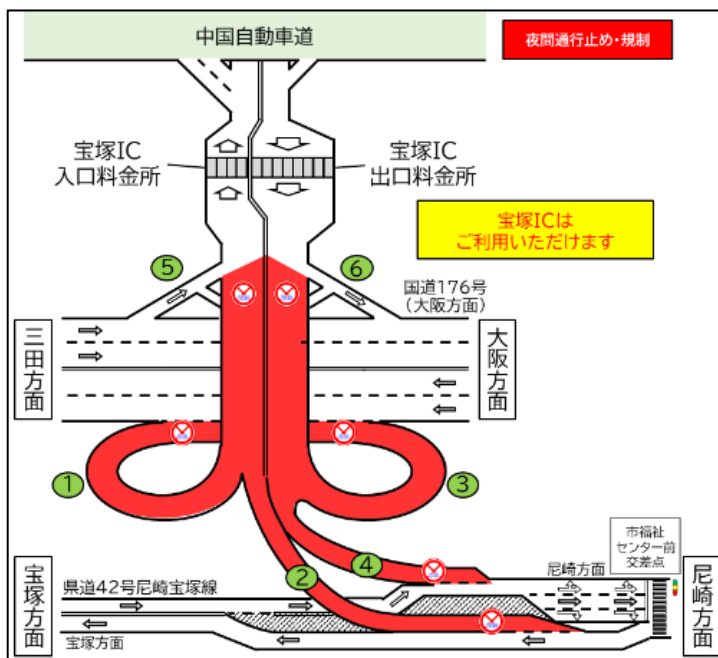 中国自動車道
夜間通行止め・規制
宝塚IC
入口料金所
宝塚IC
出口料金所
宝塚ICは
ご利用いただけます
⑤
⑥
国道176号
(大阪方面)
三田方面
大阪方面
①
③
市福祉
センター前
交差点
②
④
尼崎方面
宝塚方面
県道42号尼崎宝塚線
尼崎方面
宝塚方面